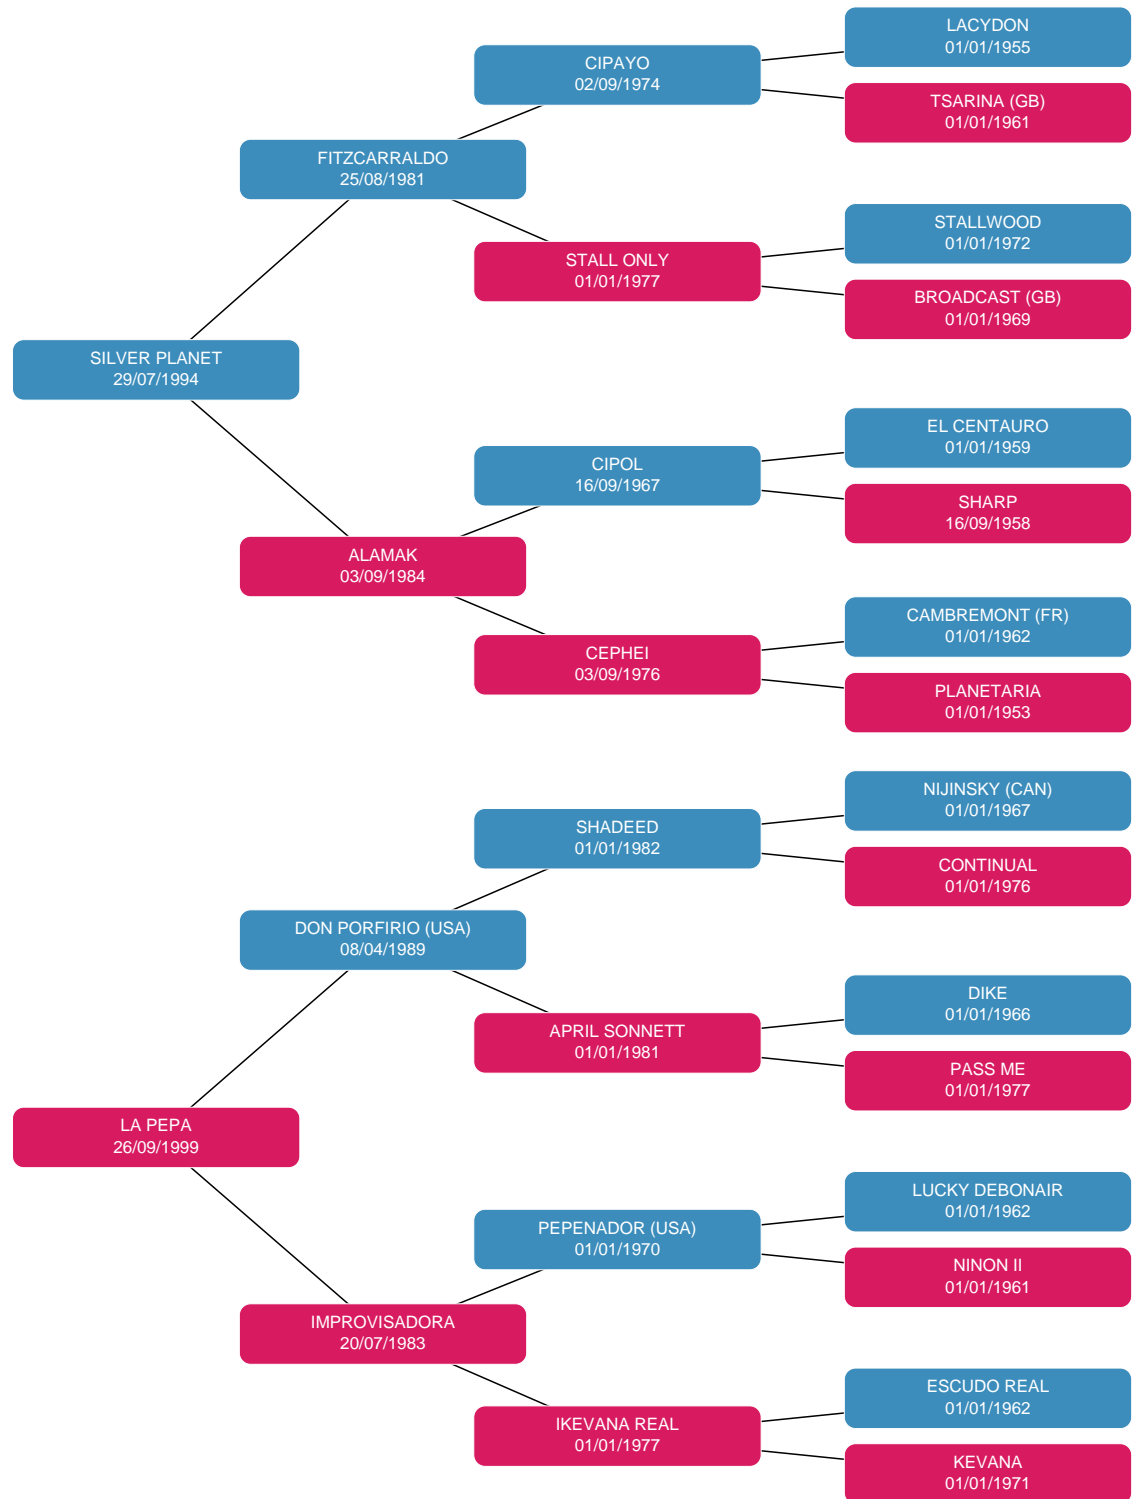 LACYDON
01/01/1955
CIPAYO
02/09/1974
TSARINA (GB)
01/01/1961
FITZCARRALDO
25/08/1981
STALLWOOD
01/01/1972
STALL ONLY
01/01/1977
BROADCAST (GB)
01/01/1969
SILVER PLANET
29/07/1994
EL CENTAURO
01/01/1959
CIPOL
16/09/1967
SHARP
16/09/1958
ALAMAK
03/09/1984
CAMBREMONT (FR)
01/01/1962
CEPHEI
03/09/1976
PLANETARIA
01/01/1953
NIJINSKY (CAN)
01/01/1967
SHADEED
01/01/1982
CONTINUAL
01/01/1976
DON PORFIRIO (USA)
08/04/1989
DIKE
01/01/1966
APRIL SONNETT
01/01/1981
PASS ME
01/01/1977
LA PEPA
26/09/1999
LUCKY DEBONAIR
01/01/1962
PEPENADOR (USA)
01/01/1970
NINON II
01/01/1961
IMPROVISADORA
20/07/1983
ESCUDO REAL
01/01/1962
IKEVANA REAL
01/01/1977
KEVANA
01/01/1971